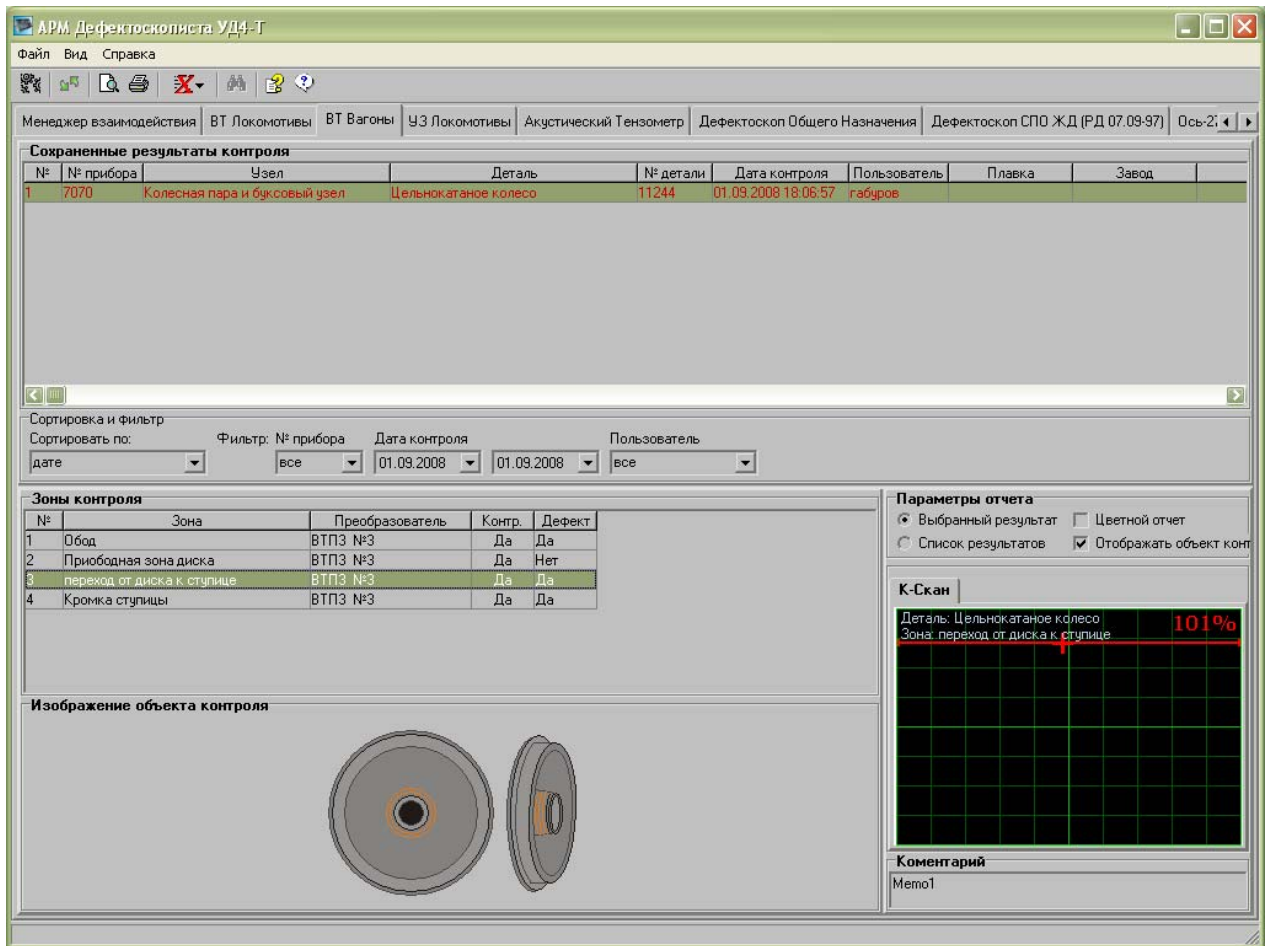 АРМ Дефектоскописта УД4-Т
Файл Вид Справка
Менеджер взаимодействия ВТ Локомотивы ВТ Вагоны УЗ Локомотивы Акустический Тензометр Дефектоскоп Общего Назначения Дефектоскоп СПО ЖД (РД 07.09-97)
Сохраненные результаты контроля
№ № прибора Узел Деталь № детали Дата контроля Пользователь Плавка Завод
1 7070 Колесная пара и буксовый узел Цельнокатаное колесо 11244 01.09.2008 18:06:57 габуров
Сортировка и фильтр
Сортировать по: Фильтр: № прибора Дата контроля Пользователь
дате все 01.09.2008 01.09.2008 все
Зоны контроля
№ Зона Преобразователь Контр. Дефект
1 Обод ВТПЗ №3 Да Да
2 Приободная зона диска ВТПЗ №3 Да Нет
3 переход от диска к ступице ВТПЗ №3 Да Да
4 Кромка ступицы ВТПЗ №3 Да Да
Изображение объекта контроля
Параметры отчета
Выбранный результат Цветной отчет
Список результатов Отображать объект конт
К-Скан
Деталь: Цельнокатаное колесо 101%
Зона: переход от диска к ступице
Коментарий
Memo1